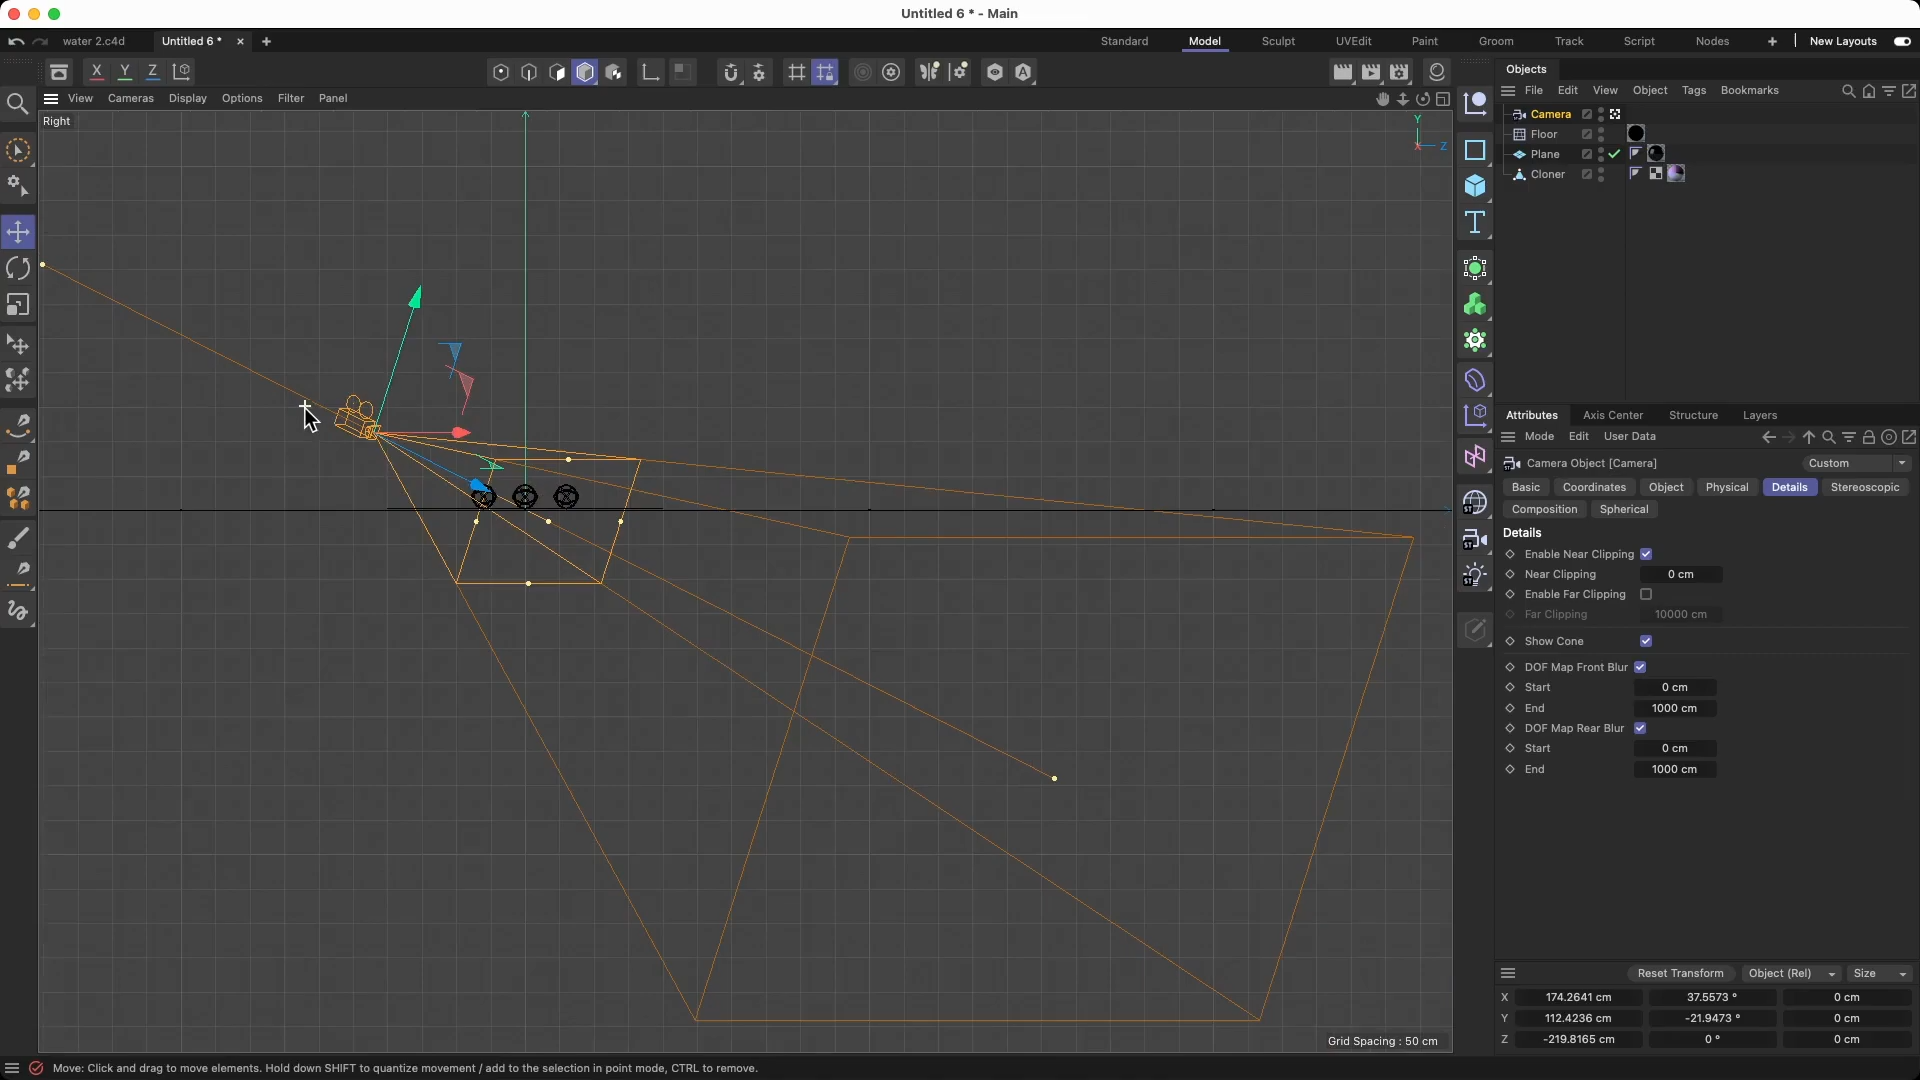 Untitled 6 * - Main
water 2.c4d
Untitled 6 *
Standard
Model
Sculpt
UVEdit
Paint
Groom
Track
Script
Nodes
New Layouts
X Y Z
View
Cameras
Display
Options
Filter
Panel
Right
Y
X
Z
Grid Spacing : 50 cm
Objects
File Edit View Object Tags Bookmarks
Camera
Floor
Plane
Cloner
Attributes Axis Center Structure Layers
Mode Edit User Data
Camera Object [Camera] Custom
Basic Coordinates Object Physical Details Stereoscopic
Composition Spherical
Details
Enable Near Clipping
Near Clipping 0 cm
Enable Far Clipping
Far Clipping 10000 cm
Show Cone
DOF Map Front Blur
Start 0 cm
End 1000 cm
DOF Map Rear Blur
Start 0 cm
End 1000 cm
Reset Transform Object (Rel) Size
X 174.2641 cm 37.5573 ° 0 cm
Y 112.4236 cm -21.9473 ° 0 cm
Z -219.8165 cm 0 ° 0 cm
Move: Click and drag to move elements. Hold down SHIFT to quantize movement / add to the selection in point mode, CTRL to remove.